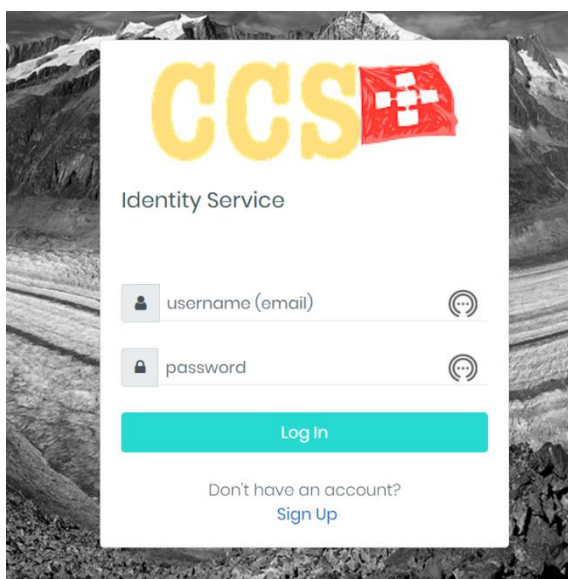 CCS
Identity Service
username (email)
password
Log In
Don't have an account?
Sign Up